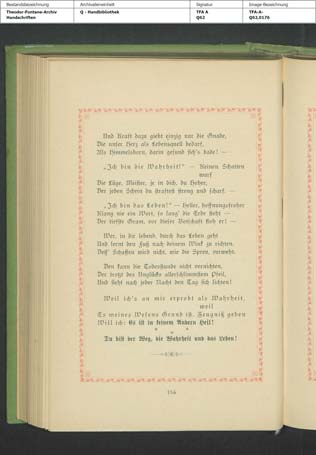 Bestandsbezeichnung Archivalieneinheit Signatur Image-Bezeichnung
Theodor-Fontane-Archiv Q - Handbibliothek TFA A TFA-A-
Handschriften Q62 Q62,0176
Und Kraft dazu giebt einzig nur die Gnade,
Die unser Herz als Lebensquell bedarf,
Als Himmelsborn, darin gesund sich's bade! —
„Ich bin die Wahrheit!" — Keinen Schatten
warf
Die Lüge, Meister, je in dich, du Hoher,
Der jeden Schein du straftest streng und scharf. —
„Ich bin das Leben!" — Heller, hoffnungsfroher
Klang nie ein Wort, so lang' die Erde steht —
Der tiefste Gram, vor dieser Botschaft floh er! —
Wer, in dir lebend, durch das Leben geht
Und lernt den Fuß nach deinem Wink zu richten,
Deß' Schaffen wird nicht, wie die Spreu, verweht.
Den kann die Todesstunde nicht vernichten,
Der trotzt des Unglücks allerschlimmstem Pfeil,
Und sieht nach jeder Nacht den Tag sich lichten!
Weil ich's an mir erprobt als Wahrheit,
weil
Es meines Wesens Grund ist, Zeugniß geben
Will ich: Es ist in keinem Andern Heil!
* * *
Du bist der Weg, die Wahrheit und das Leben!